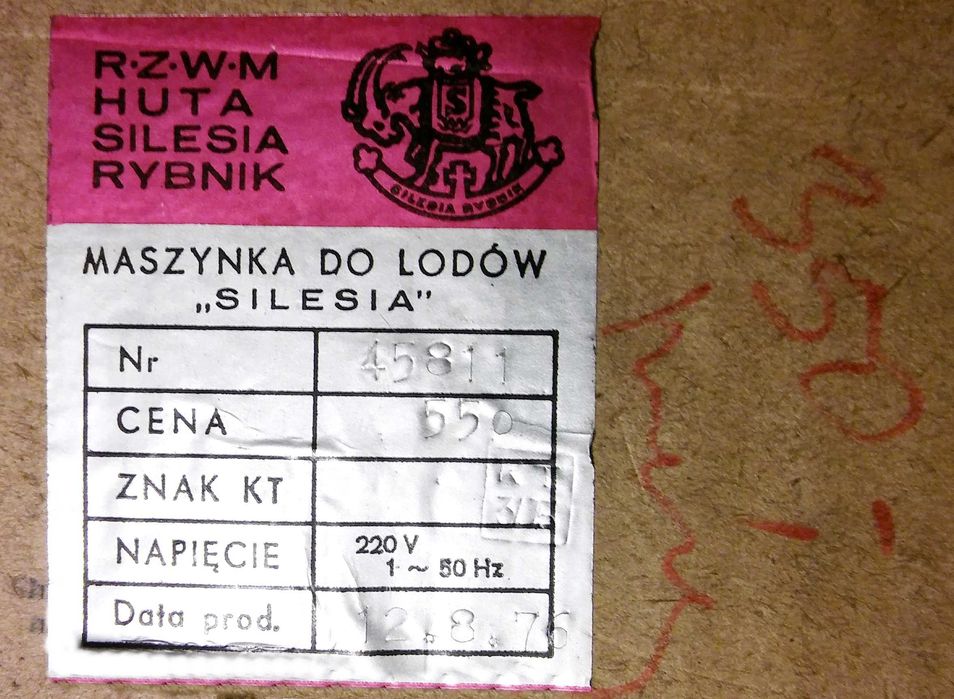 R·Z·W·M
HUTA
SILESIA
RYBNIK
S
SILESIA RYBNIK
MASZYNKA DO LODÓW
„SILESIA”
Nr 45811
CENA 550
ZNAK KT
NAPIĘCIE 220 V
1 ~ 50 Hz
Data prod. 12.8.76
550,-